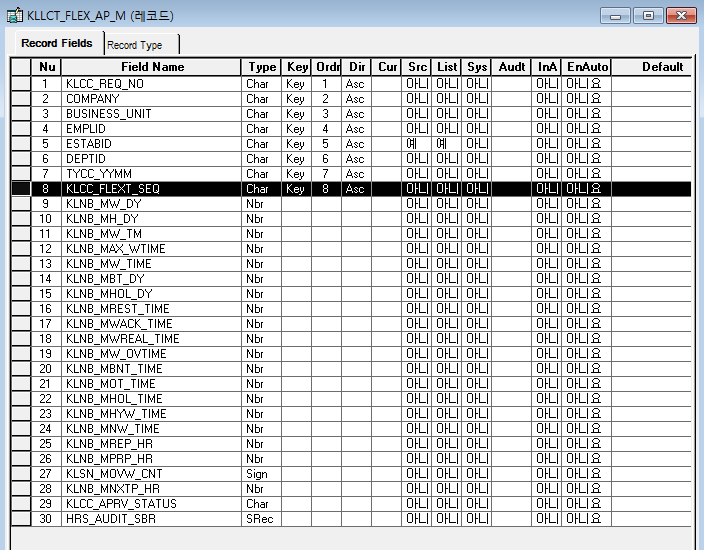 KLLCT_FLEX_AP_M (레코드)
Record Fields Record Type
Nu Field Name Type Key Ordr Dir Cur Src List Sys Audt InA EnAuto Default
1 KLCC_REQ_NO Char Key 1 Asc 아니 아니 아니 아니 아니요
2 COMPANY Char Key 2 Asc 아니 아니 아니 아니 아니요
3 BUSINESS_UNIT Char Key 3 Asc 아니 아니 아니 아니 아니요
4 EMPLID Char Key 4 Asc 아니 아니 아니 아니 아니요
5 ESTABID Char Key 5 Asc 예 예 아니 아니 아니요
6 DEPTID Char Key 6 Asc 아니 아니 아니 아니 아니요
7 TYCC_YYMM Char Key 7 Asc 아니 아니 아니 아니 아니요
8 KLCC_FLEXT_SEQ Char Key 8 Asc 아니 아니 아니 아니 아니요
9 KLNB_MW_DY Nbr 아니 아니 아니 아니 아니요
10 KLNB_MH_DY Nbr 아니 아니 아니 아니 아니요
11 KLNB_MW_TM Nbr 아니 아니 아니 아니 아니요
12 KLNB_MAX_WTIME Nbr 아니 아니 아니 아니 아니요
13 KLNB_MW_TIME Nbr 아니 아니 아니 아니 아니요
14 KLNB_MBT_DY Nbr 아니 아니 아니 아니 아니요
15 KLNB_MHOL_DY Nbr 아니 아니 아니 아니 아니요
16 KLNB_MREST_TIME Nbr 아니 아니 아니 아니 아니요
17 KLNB_MWACK_TIME Nbr 아니 아니 아니 아니 아니요
18 KLNB_MWREAL_TIME Nbr 아니 아니 아니 아니 아니요
19 KLNB_MW_OVTIME Nbr 아니 아니 아니 아니 아니요
20 KLNB_MBNT_TIME Nbr 아니 아니 아니 아니 아니요
21 KLNB_MOT_TIME Nbr 아니 아니 아니 아니 아니요
22 KLNB_MHOL_TIME Nbr 아니 아니 아니 아니 아니요
23 KLNB_MHYW_TIME Nbr 아니 아니 아니 아니 아니요
24 KLNB_MNW_TIME Nbr 아니 아니 아니 아니 아니요
25 KLNB_MREP_HR Nbr 아니 아니 아니 아니 아니요
26 KLNB_MPRP_HR Nbr 아니 아니 아니 아니 아니요
27 KLSN_MOVW_CNT Sign 아니 아니 아니 아니 아니요
28 KLNB_MNXTP_HR Nbr 아니 아니 아니 아니 아니요
29 KLCC_APRV_STATUS Char 아니 아니 아니 아니 아니요
30 HRS_AUDIT_SBR SRec 아니 아니 아니 아니 아니요